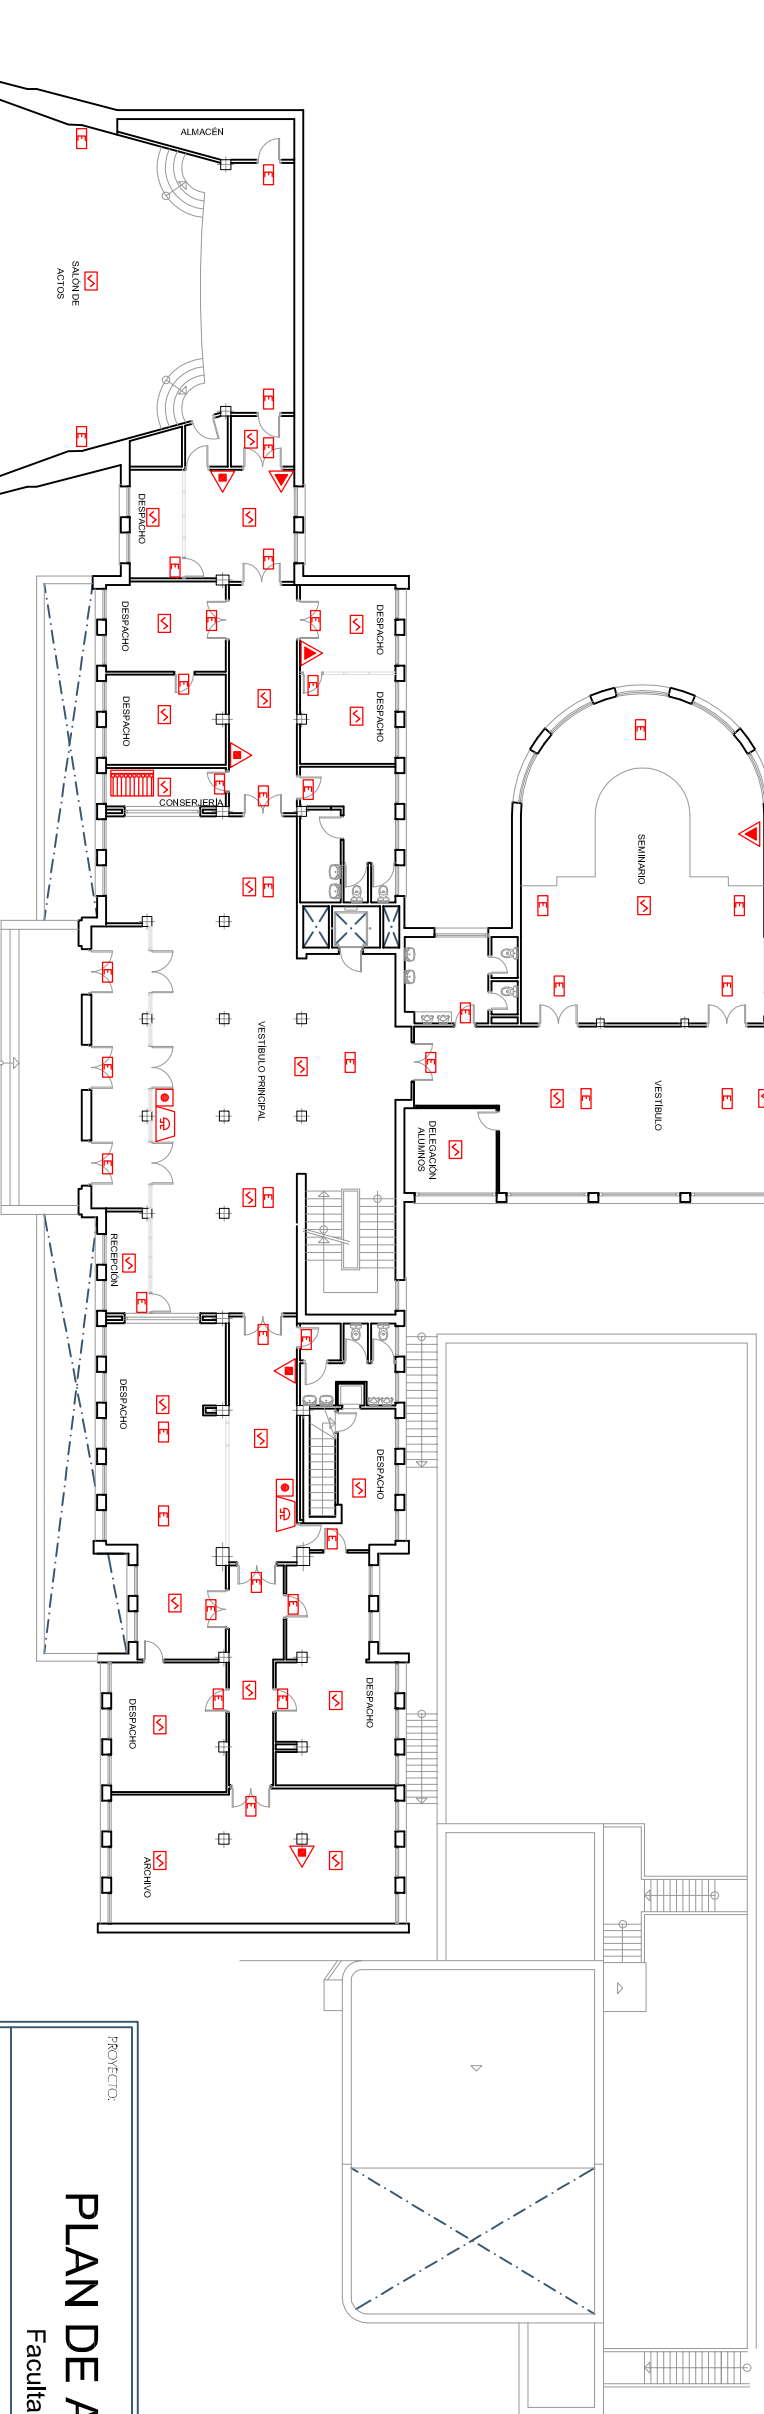 ALMACÉN
SALÓN DE
ACTOS
DESPACHO
DESPACHO
DESPACHO
DESPACHO
DESPACHO
CONSERJERÍA
SEMINARIO
VESTÍBULO PRINCIPAL
VESTÍBULO
DELEGACIÓN
ALUMNOS
RECEPCIÓN
DESPACHO
DESPACHO
DESPACHO
DESPACHO
ARCHIVO
PROYECTO:
PLAN DE A
Faculta